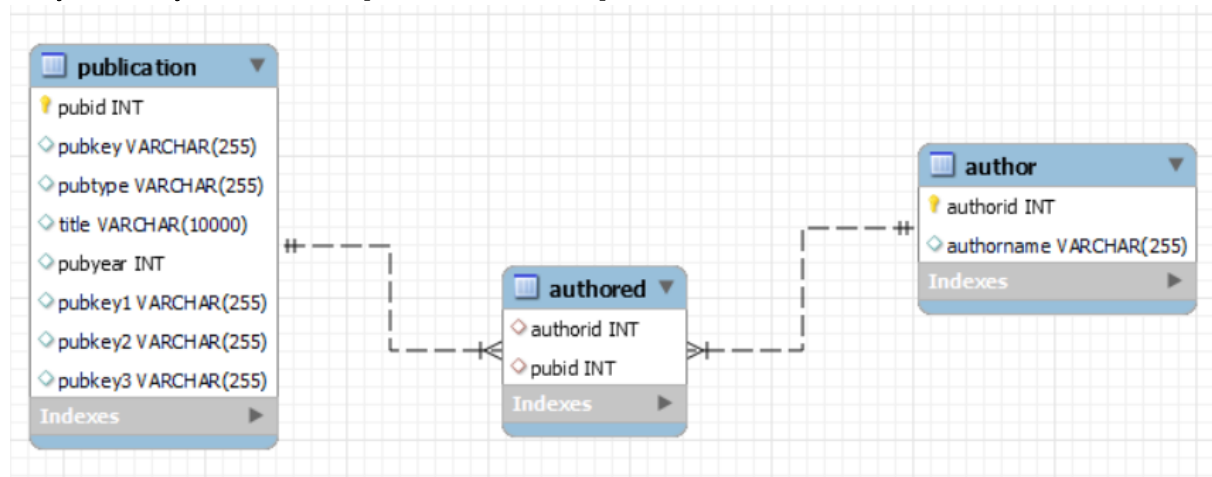 publication
pubid INT
pubkey VARCHAR(255)
pubtype VARCHAR(255)
title VARCHAR(10000)
pubyear INT
pubkey1 VARCHAR(255)
pubkey2 VARCHAR(255)
pubkey3 VARCHAR(255)
Indexes
authored
authorid INT
pubid INT
Indexes
author
authorid INT
authorname VARCHAR(255)
Indexes